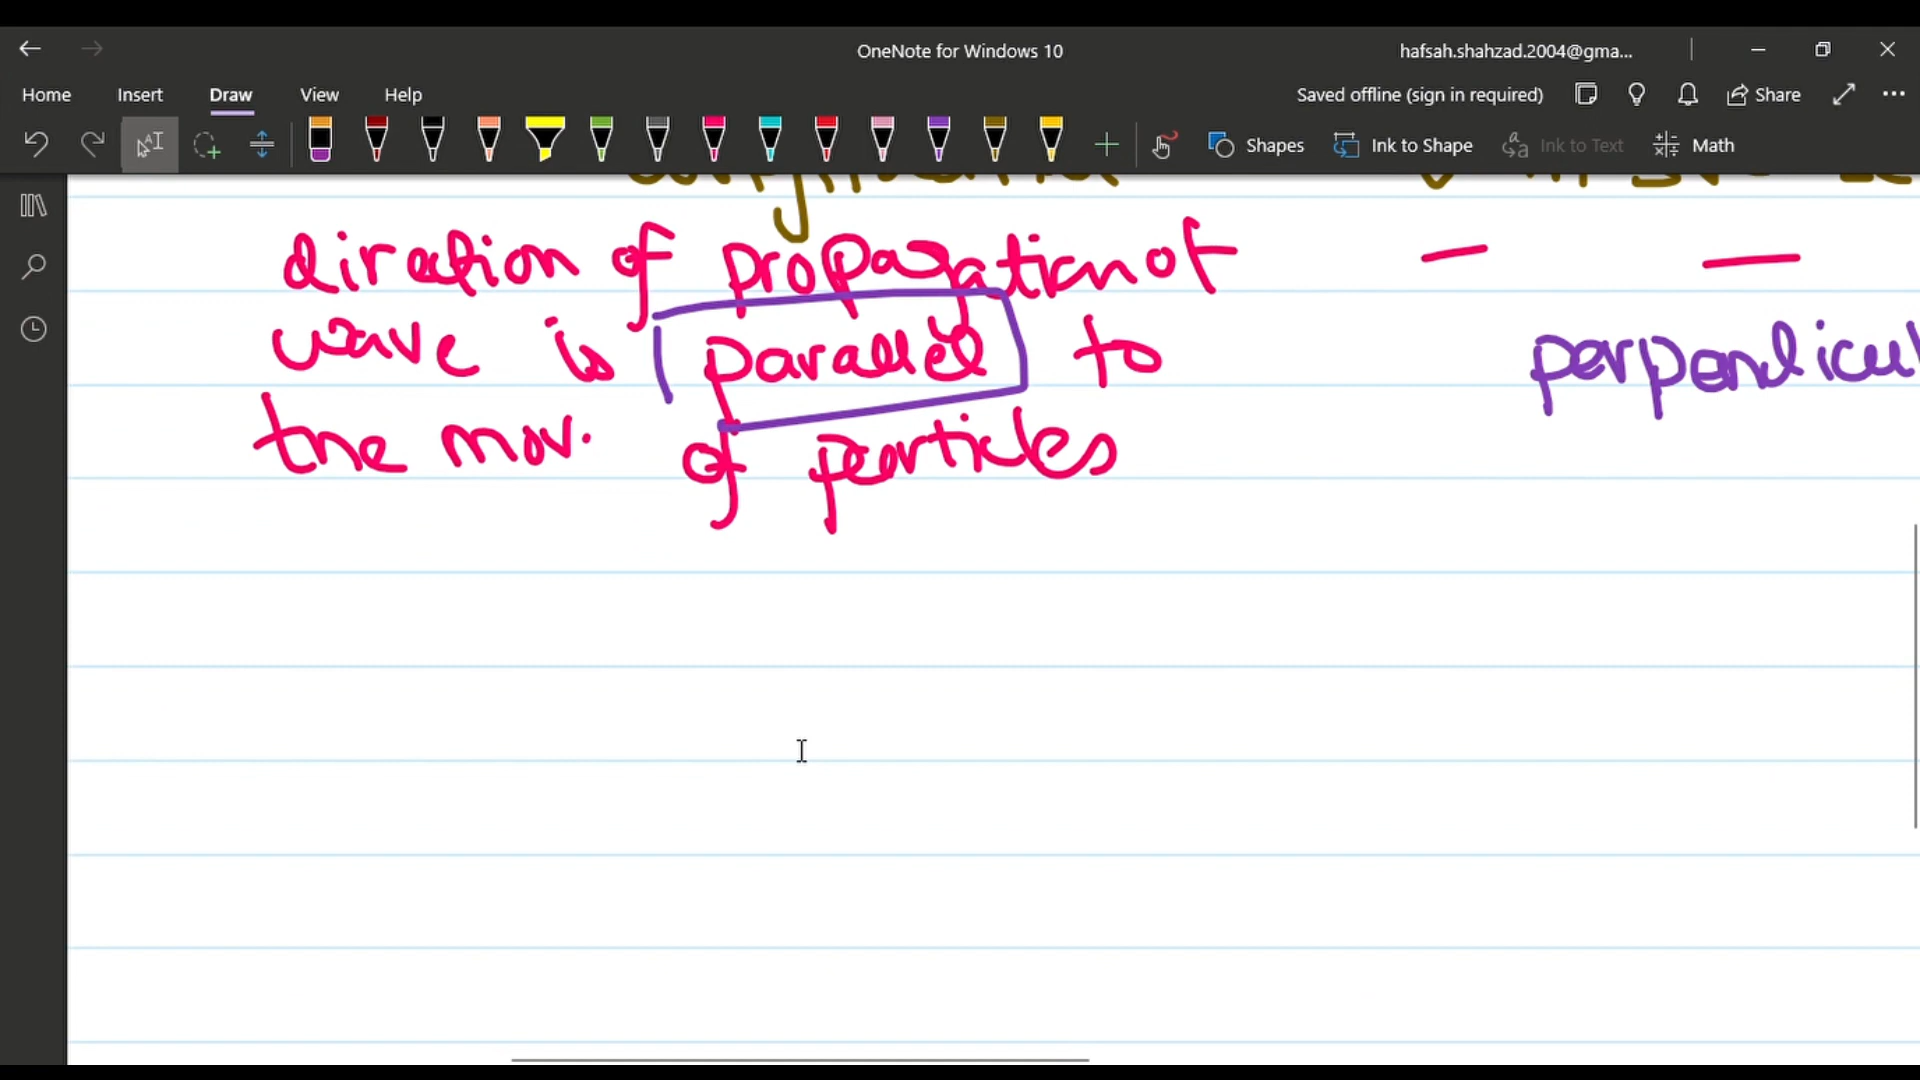 OneNote for Windows 10
hafsah.shahzad.2004@gma...
Home Insert Draw View Help
Saved offline (sign in required) Share
Shapes Ink to Shape Ink to Text Math
direction of propagation of — —
wave is parallel to perpendicul
the mov. of particles